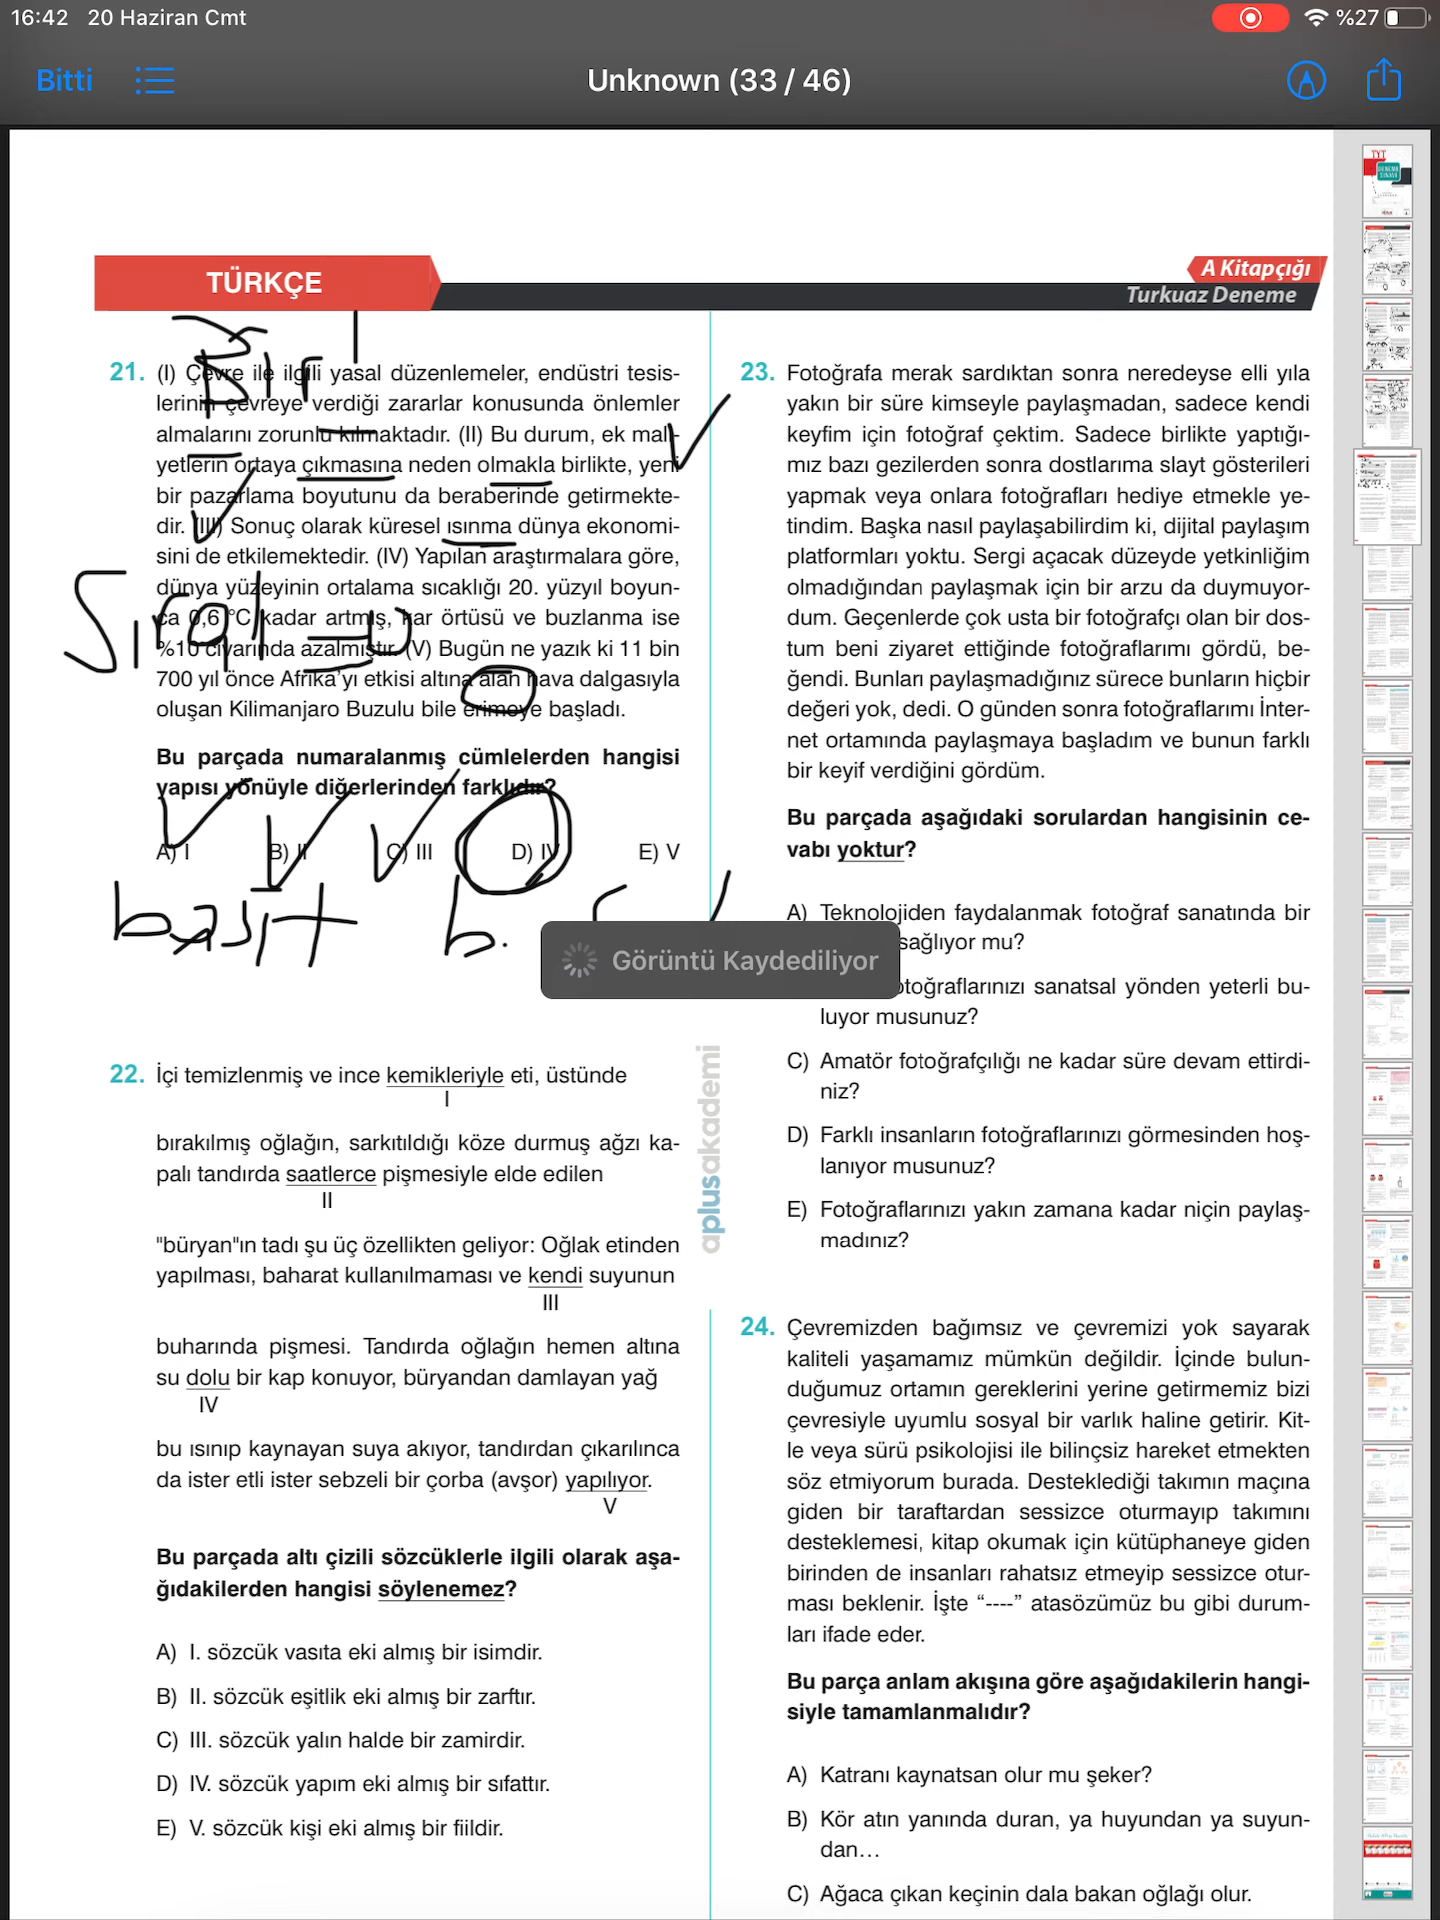 16:42 20 Haziran Cmt
%27
Bitti
Unknown (33 / 46)
TÜRKÇE
A Kitapçığı
Turkuaz Deneme
Bir
21. (I) Çevre ile ilgili yasal düzenlemeler, endüstri tesis-
lerinin çevreye verdiği zararlar konusunda önlemler
almalarını zorunlu kılmaktadır. (II) Bu durum, ek mali-
yetlerin ortaya çıkmasına neden olmakla birlikte, yeni
bir pazarlama boyutunu da beraberinde getirmekte-
dir. (III) Sonuç olarak küresel ısınma dünya ekonomi-
sini de etkilemektedir. (IV) Yapılan araştırmalara göre,
dünya yüzeyinin ortalama sıcaklığı 20. yüzyıl boyun-
ca 0,6 °C kadar artmış, kar örtüsü ve buzlanma ise
%10 civarında azalmıştır. (V) Bugün ne yazık ki 11 bin
700 yıl önce Afrika'yı etkisi altına alan hava dalgasıyla
oluşan Kilimanjaro Buzulu bile erimeye başladı.
Sıralı
Bu parçada numaralanmış cümlelerden hangisi
yapısı yönüyle diğerlerinden farklıdır?
A) I B) II C) III D) IV E) V
basit b.
Görüntü Kaydediliyor
22. İçi temizlenmiş ve ince kemikleriyle eti, üstünde
I
bırakılmış oğlağın, sarkıtıldığı köze durmuş ağzı ka-
palı tandırda saatlerce pişmesiyle elde edilen
II
"büryan"ın tadı şu üç özellikten geliyor: Oğlak etinden
yapılması, baharat kullanılmaması ve kendi suyunun
III
buharında pişmesi. Tandırda oğlağın hemen altına
su dolu bir kap konuyor, büryandan damlayan yağ
IV
bu ısınıp kaynayan suya akıyor, tandırdan çıkarılınca
da ister etli ister sebzeli bir çorba (avşor) yapılıyor.
V
Bu parçada altı çizili sözcüklerle ilgili olarak aşa-
ğıdakilerden hangisi söylenemez?
A) I. sözcük vasıta eki almış bir isimdir.
B) II. sözcük eşitlik eki almış bir zarftır.
C) III. sözcük yalın halde bir zamirdir.
D) IV. sözcük yapım eki almış bir sıfattır.
E) V. sözcük kişi eki almış bir fiildir.
aplusakademi
23. Fotoğrafa merak sardıktan sonra neredeyse elli yıla
yakın bir süre kimseyle paylaşmadan, sadece kendi
keyfim için fotoğraf çektim. Sadece birlikte yaptığı-
mız bazı gezilerden sonra dostlarıma slayt gösterileri
yapmak veya onlara fotoğrafları hediye etmekle ye-
tindim. Başka nasıl paylaşabilirdim ki, dijital paylaşım
platformları yoktu. Sergi açacak düzeyde yetkinliğim
olmadığından paylaşmak için bir arzu da duymuyor-
dum. Geçenlerde çok usta bir fotoğrafçı olan bir dos-
tum beni ziyaret ettiğinde fotoğraflarımı gördü, be-
ğendi. Bunları paylaşmadığınız sürece bunların hiçbir
değeri yok, dedi. O günden sonra fotoğraflarımı İnter-
net ortamında paylaşmaya başladım ve bunun farklı
bir keyif verdiğini gördüm.
Bu parçada aşağıdaki sorulardan hangisinin ce-
vabı yoktur?
A) Teknolojiden faydalanmak fotoğraf sanatında bir
sağlıyor mu?
otoğraflarınızı sanatsal yönden yeterli bu-
luyor musunuz?
C) Amatör fotoğrafçılığı ne kadar süre devam ettirdi-
niz?
D) Farklı insanların fotoğraflarınızı görmesinden hoş-
lanıyor musunuz?
E) Fotoğraflarınızı yakın zamana kadar niçin paylaş-
madınız?
24. Çevremizden bağımsız ve çevremizi yok sayarak
kaliteli yaşamamız mümkün değildir. İçinde bulun-
duğumuz ortamın gereklerini yerine getirmemiz bizi
çevresiyle uyumlu sosyal bir varlık haline getirir. Kit-
le veya sürü psikolojisi ile bilinçsiz hareket etmekten
söz etmiyorum burada. Desteklediği takımın maçına
giden bir taraftardan sessizce oturmayıp takımını
desteklemesi, kitap okumak için kütüphaneye giden
birinden de insanları rahatsız etmeyip sessizce otur-
ması beklenir. İşte “----” atasözümüz bu gibi durum-
ları ifade eder.
Bu parça anlam akışına göre aşağıdakilerin hangi-
siyle tamamlanmalıdır?
A) Katranı kaynatsan olur mu şeker?
B) Kör atın yanında duran, ya huyundan ya suyun-
dan...
C) Ağaca çıkan keçinin dala bakan oğlağı olur.